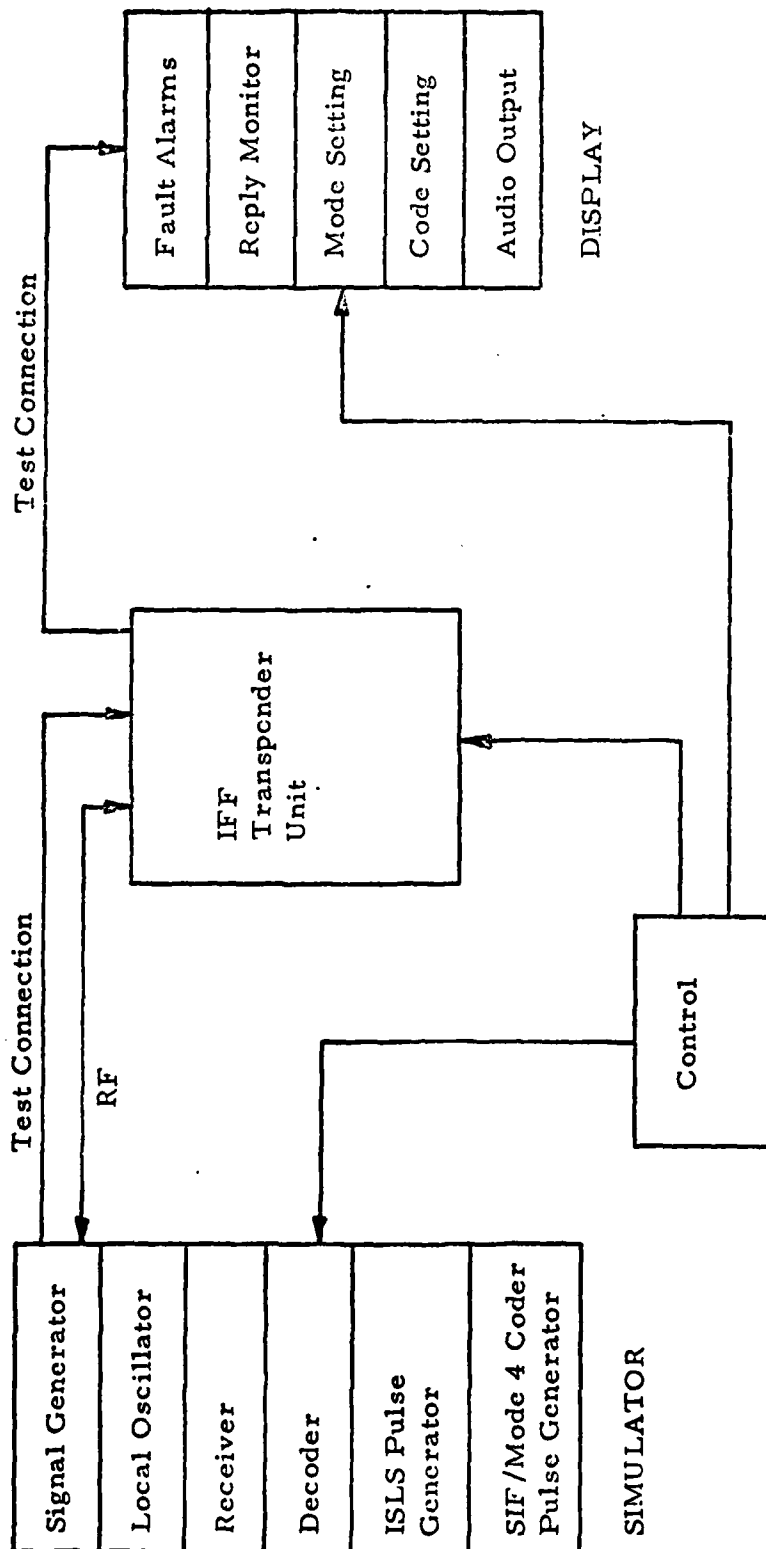 Test Connection
RF
Signal Generator
Local Oscillator
Receiver
Decoder
ISLS Pulse
Generator
SIF/Mode 4 Coder
Pulse Generator
SIMULATOR
IFF
Transponder
Unit
Control
Test Connection
Fault Alarms
Reply Monitor
Mode Setting
Code Setting
Audio Output
DISPLAY